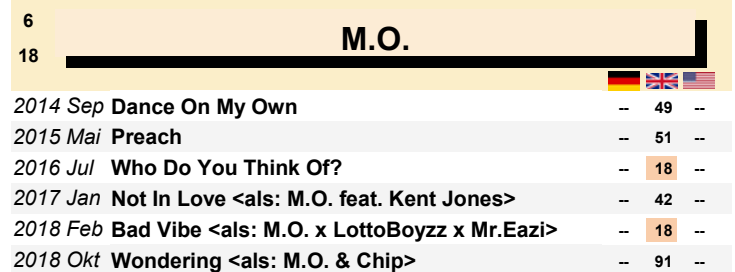 6
M.O.
18
2014 Sep Dance On My Own -- 49 --
2015 Mai Preach -- 51 --
2016 Jul Who Do You Think Of? -- 18 --
2017 Jan Not In Love <als: M.O. feat. Kent Jones> -- 42 --
2018 Feb Bad Vibe <als: M.O. x LottoBoyzz x Mr.Eazi> -- 18 --
2018 Okt Wondering <als: M.O. & Chip> -- 91 --